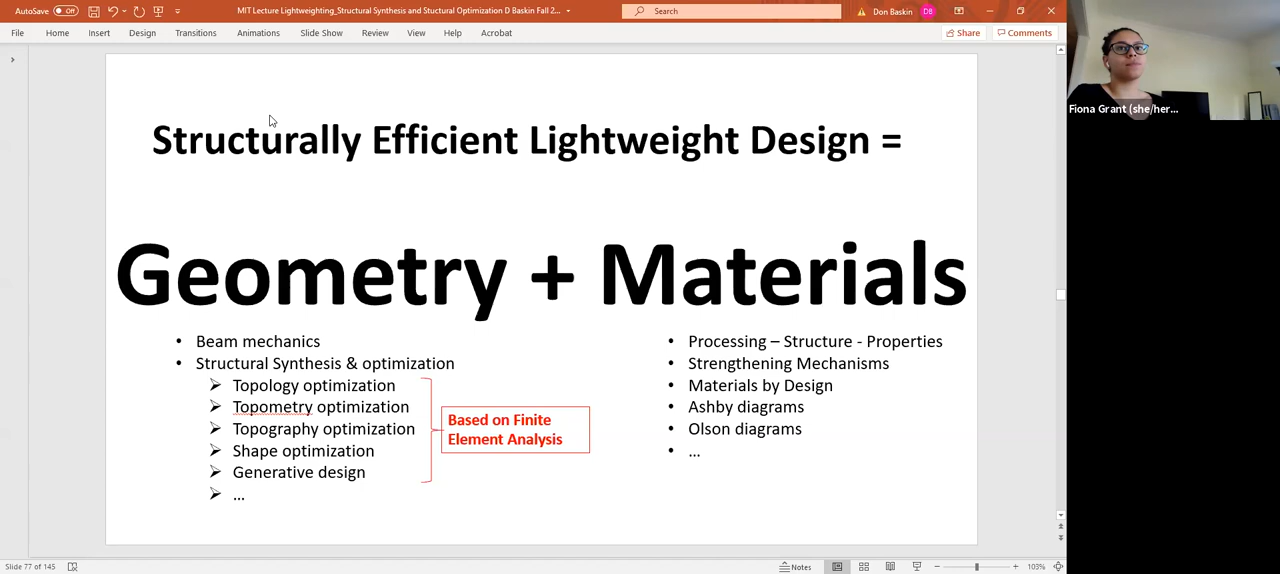 AutoSave Off MIT Lecture Lightweighting_Structural Synthesis and Stuctural Optimization D Baskin Fall 2... Search Don Baskin DB
File Home Insert Design Transitions Animations Slide Show Review View Help Acrobat Share Comments
Fiona Grant (she/her...
Structurally Efficient Lightweight Design =
Geometry + Materials
• Beam mechanics
• Structural Synthesis & optimization
➢ Topology optimization
➢ Topometry optimization
➢ Topography optimization
➢ Shape optimization
➢ Generative design
➢ ...
Based on Finite
Element Analysis
• Processing – Structure - Properties
• Strengthening Mechanisms
• Materials by Design
• Ashby diagrams
• Olson diagrams
• ...
Slide 77 of 145 Notes 103%